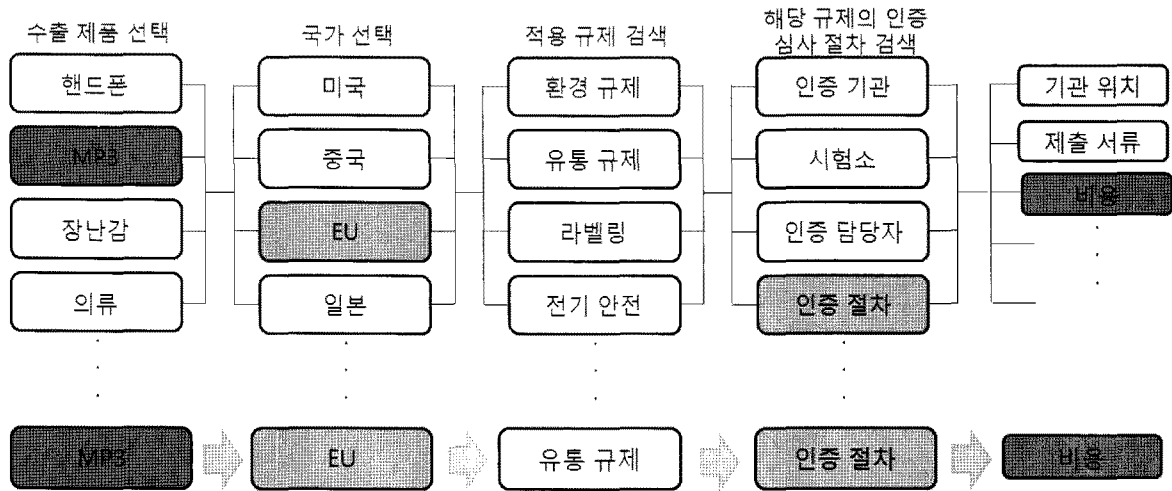 수출 제품 선택
핸드폰
MP3
장난감
의류
국가 선택
미국
중국
EU
일본
적용 규제 검색
환경 규제
유통 규제
라벨링
전기 안전
해당 규제의 인증
심사 절차 검색
인증 기관
시험소
인증 담당자
인증 절차
기관 위치
제출 서류
비용
MP3
EU
유통 규제
인증 절차
비용